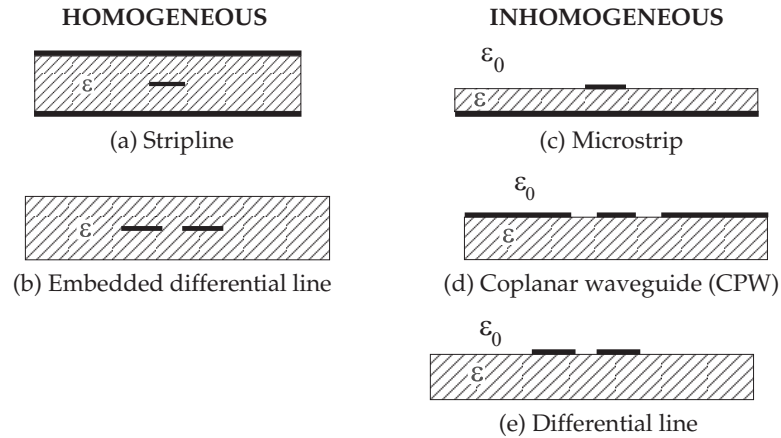 HOMOGENEOUS
ε
(a) Stripline
ε
(b) Embedded differential line
INHOMOGENEOUS
ε₀
ε
(c) Microstrip
ε₀
ε
(d) Coplanar waveguide (CPW)
ε₀
ε
(e) Differential line